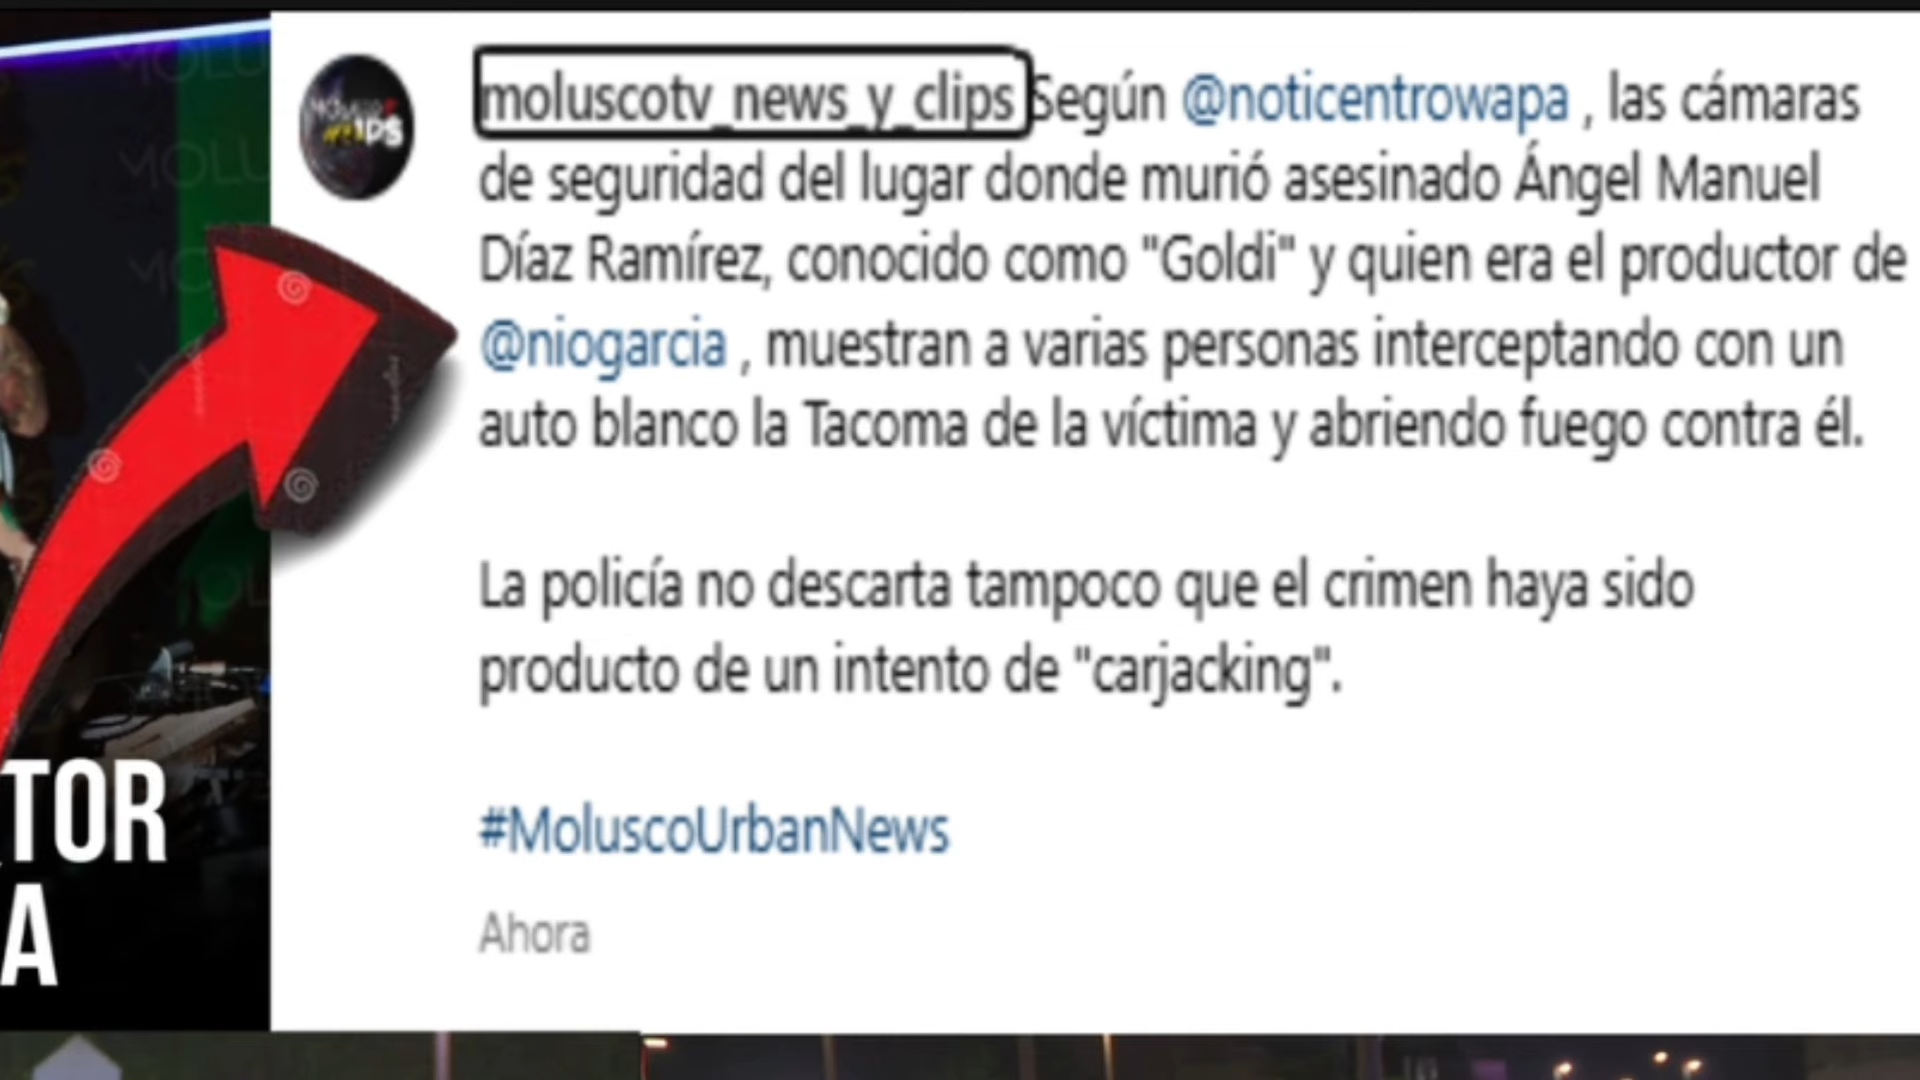 moluscotv_news_y_clips Según @noticentrowapa , las cámaras
de seguridad del lugar donde murió asesinado Ángel Manuel
Díaz Ramírez, conocido como "Goldi" y quien era el productor de
@niogarcia , muestran a varias personas interceptando con un
auto blanco la Tacoma de la víctima y abriendo fuego contra él.
La policía no descarta tampoco que el crimen haya sido
producto de un intento de "carjacking".
#MoluscoUrbanNews
Ahora
TOR
A